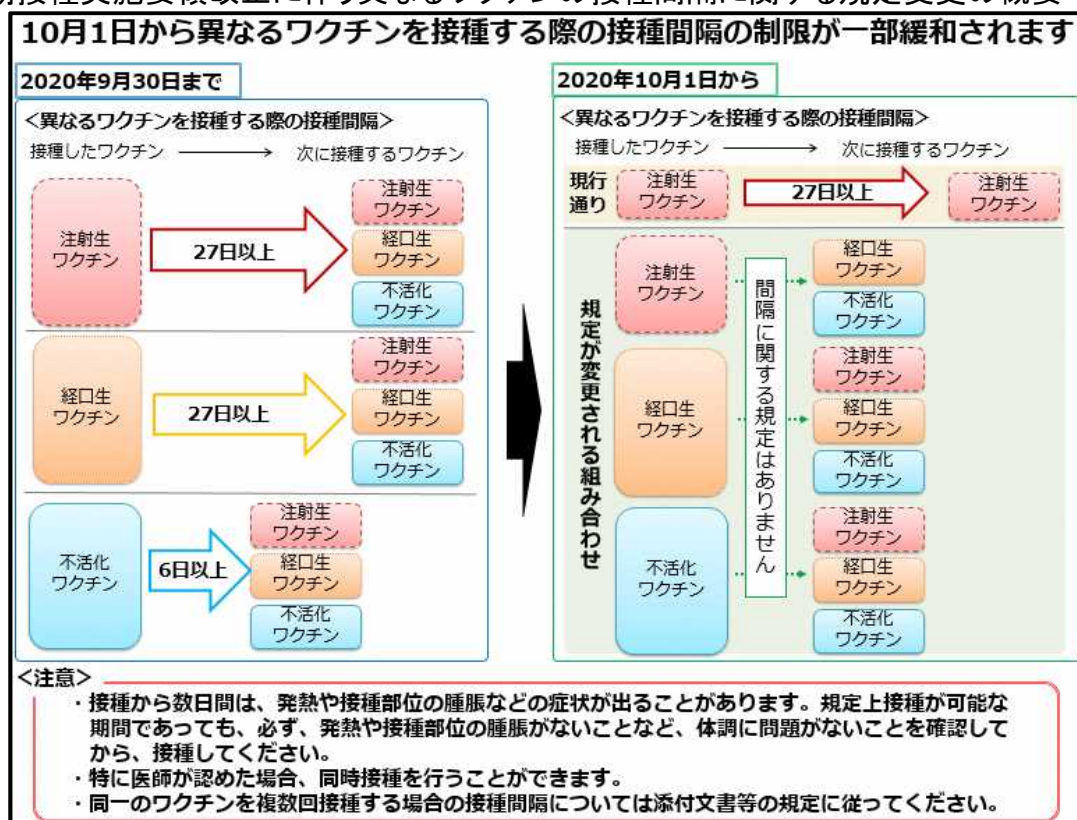 10月1日から異なるワクチンを接種する際の接種間隔の制限が一部緩和されます
2020年9月30日まで
<異なるワクチンを接種する際の接種間隔>
接種したワクチン
次に接種するワクチン
注射生
ワクチン
27日以上
注射生
ワクチン
経口生
ワクチン
不活化
ワクチン
経口生
ワクチン
27日以上
注射生
ワクチン
経口生
ワクチン
不活化
ワクチン
不活化
ワクチン
6日以上
注射生
ワクチン
経口生
ワクチン
不活化
ワクチン
2020年10月1日から
<異なるワクチンを接種する際の接種間隔>
接種したワクチン
次に接種するワクチン
現行
通り
注射生
ワクチン
27日以上
注射生
ワクチン
規定が変更される組み合わせ
注射生
ワクチン
間隔に関する規定はありません
経口生
ワクチン
不活化
ワクチン
経口生
ワクチン
注射生
ワクチン
経口生
ワクチン
不活化
ワクチン
不活化
ワクチン
注射生
ワクチン
経口生
ワクチン
不活化
ワクチン
<注意>
・接種から数日間は、発熱や接種部位の腫脹などの症状が出ることがあります。規定上接種が可能な
期間であっても、必ず、発熱や接種部位の腫脹がないことなど、体調に問題がないことを確認して
から、接種してください。
・特に医師が認めた場合、同時接種を行うことができます。
・同一のワクチンを複数回接種する場合の接種間隔については添付文書等の規定に従ってください。